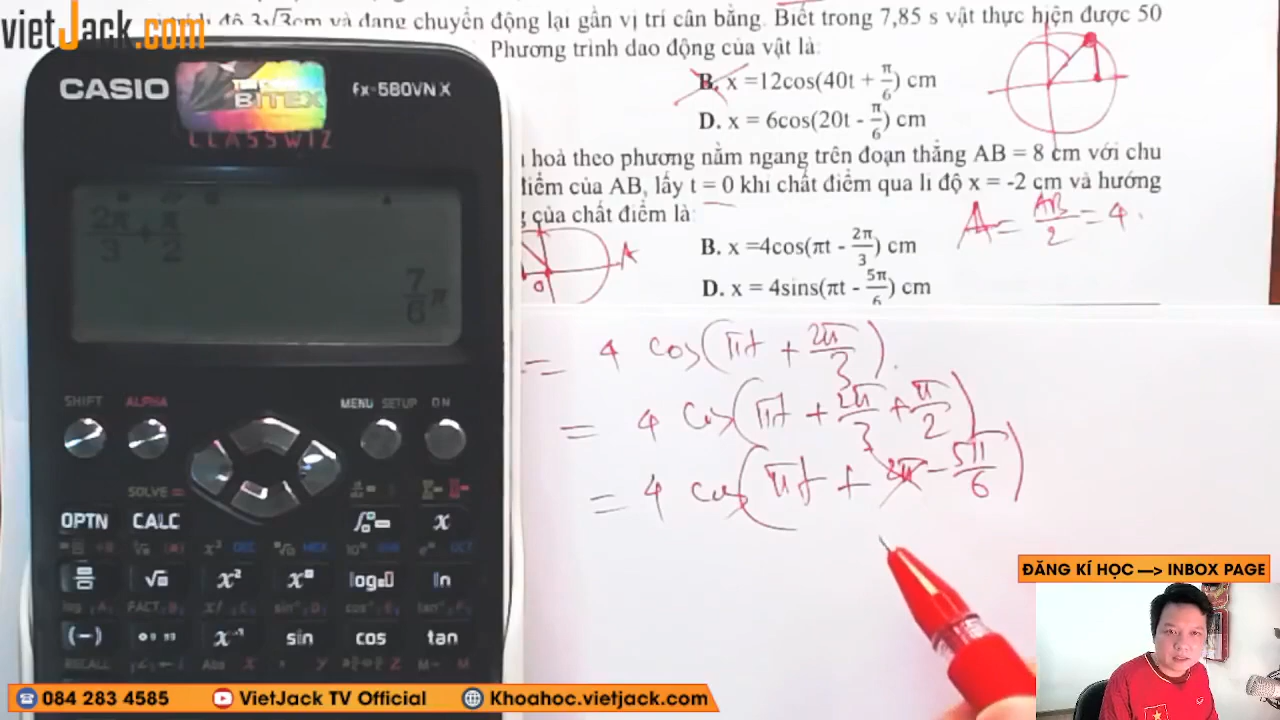 vietJack.com
độ 3√3cm và đang chuyển động lại gần vị trí cân bằng. Biết trong 7,85 s vật thực hiện được 50
Phương trình dao động của vật là:
B. x =12cos(40t + π/6) cm
D. x = 6cos(20t - π/6) cm
hoà theo phương nằm ngang trên đoạn thẳng AB = 8 cm với chu
điểm của AB, lấy t = 0 khi chất điểm qua li độ x = -2 cm và hướng
của chất điểm là:
A = AB/2 = 4.
B. x =4cos(πt - 2π/3) cm
D. x = 4sins(πt - 5π/6) cm
O
A
= 4 cos(πt + 2π/3).
= 4 cos(πt + 2π/3 + π/2)
= 4 cos(πt + 2π - 5π/6)
CASIO
BITEX
fx-580VN X
CLASSWIZ
2π/3 + π/2
7/6 π
SHIFT ALPHA MENU SETUP ON
SOLVE =
OPTN CALC x
log
ln
FACT
(-) sin cos tan
RECALL Abs M- M
ĐĂNG KÍ HỌC —> INBOX PAGE
084 283 4585 VietJack TV Official Khoahoc.vietjack.com